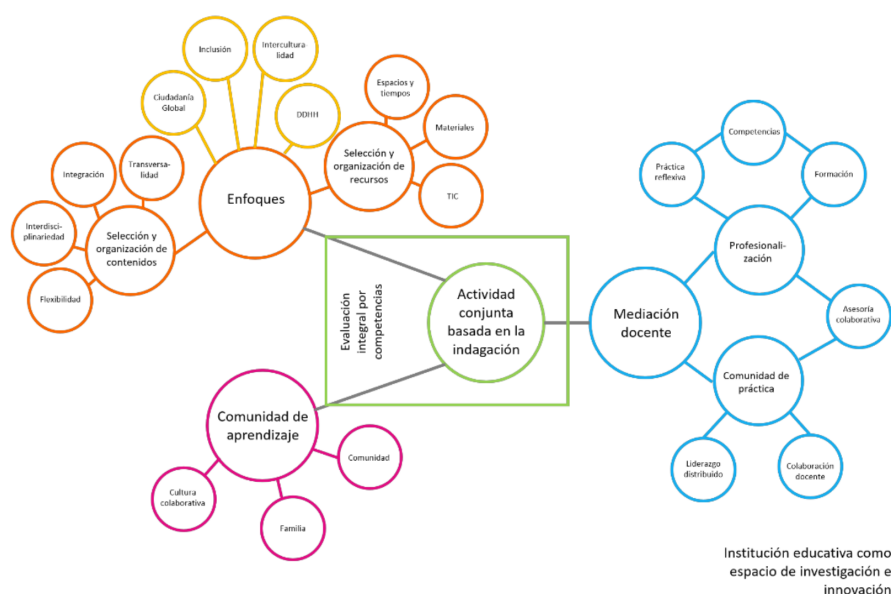 Inclusión
Intercultura-
lidad
Ciudadanía
Global
DDHH
Espacios y
tiempos
Materiales
TIC
Selección y
organización de
recursos
Enfoques
Integración
Transversa-
lidad
Interdisci-
plinariedad
Flexibilidad
Selección y
organización de
contenidos
Evaluación
integral por
competencias
Actividad
conjunta
basada en la
indagación
Comunidad de
aprendizaje
Cultura
colaborativa
Familia
Comunidad
Mediación
docente
Competencias
Práctica
reflexiva
Formación
Profesionali-
zación
Asesoría
colaborativa
Comunidad de
práctica
Liderazgo
distribuido
Colaboración
docente
Institución educativa como
espacio de investigación e
innovación